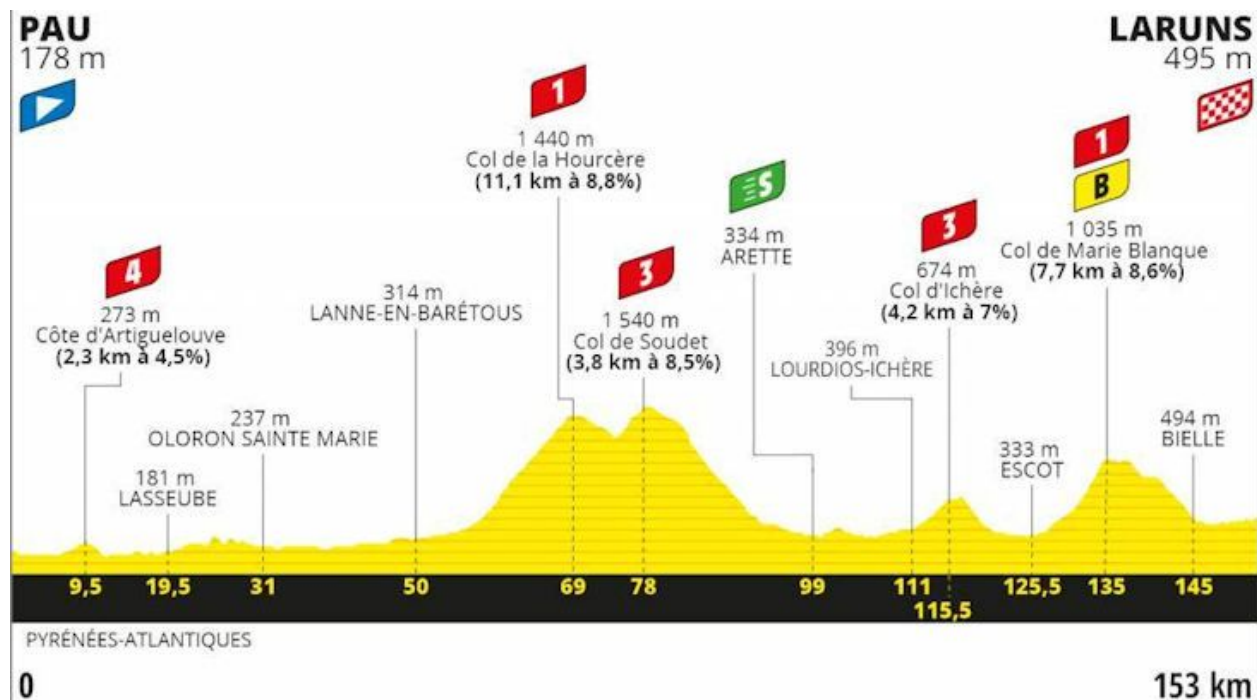 PAU
178 m
LARUNS
495 m
1
1 440 m
Col de la Hourcère
(11,1 km à 8,8%)
S
334 m
ARETTE
1
B
1 035 m
Col de Marie Blanque
(7,7 km à 8,6%)
3
674 m
Col d'Ichère
(4,2 km à 7%)
4
273 m
Côte d'Artiguelouve
(2,3 km à 4,5%)
314 m
LANNE-EN-BARÉTOUS
3
1 540 m
Col de Soudet
(3,8 km à 8,5%)
396 m
LOURDIOS-ICHÈRE
237 m
OLORON SAINTE MARIE
494 m
BIELLE
181 m
LASSEUBE
333 m
ESCOT
9,5 19,5 31 50 69 78 99 111 125,5 135 145
115,5
PYRÉNÉES-ATLANTIQUES
0 153 km